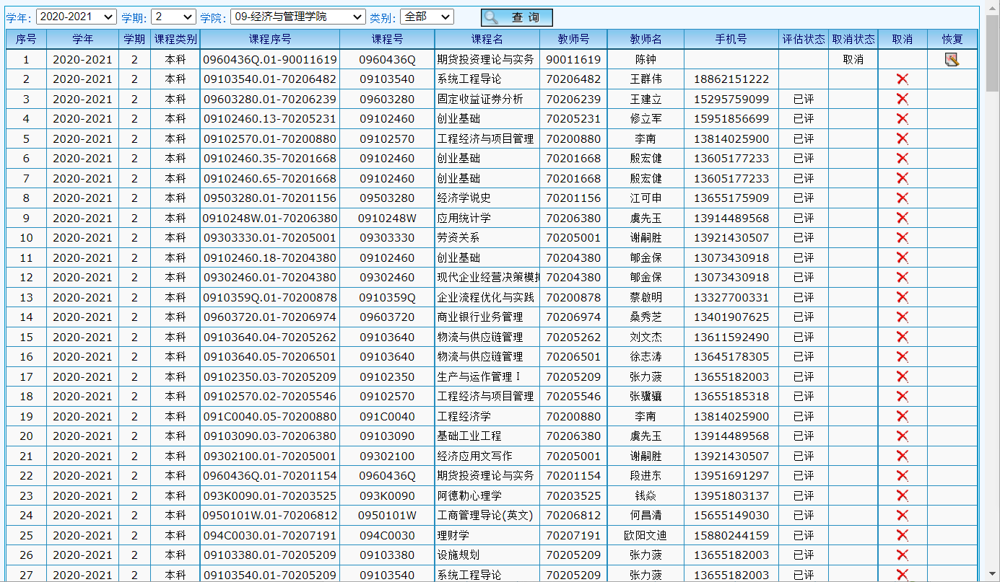 学年: 2020-2021 学期: 2 学院: 09-经济与管理学院 类别: 全部 查 询
序号 学年 学期 课程类别 课程序号 课程号 课程名 教师号 教师名 手机号 评估状态 取消状态 取消 恢复
1 2020-2021 2 本科 0960436Q.01-90011619 0960436Q 期货投资理论与实务 90011619 陈钟 取消
2 2020-2021 2 本科 09103540.01-70206482 09103540 系统工程导论 70206482 王群伟 18862151222
3 2020-2021 2 本科 09603280.01-70206239 09603280 固定收益证券分析 70206239 王建立 15295759099 已评
4 2020-2021 2 本科 09102460.13-70205231 09102460 创业基础 70205231 修立军 15951856699 已评
5 2020-2021 2 本科 09102570.01-70200880 09102570 工程经济与项目管理 70200880 李南 13814025900 已评
6 2020-2021 2 本科 09102460.35-70201668 09102460 创业基础 70201668 殷宏健 13605177233 已评
7 2020-2021 2 本科 09102460.65-70201668 09102460 创业基础 70201668 殷宏健 13605177233 已评
8 2020-2021 2 本科 09503280.01-70201156 09503280 经济学说史 70201156 江可申 13655175909 已评
9 2020-2021 2 本科 0910248W.01-70206380 0910248W 应用统计学 70206380 虞先玉 13914489568 已评
10 2020-2021 2 本科 09303330.01-70205001 09303330 劳资关系 70205001 谢嗣胜 13921430507 已评
11 2020-2021 2 本科 09102460.18-70204380 09102460 创业基础 70204380 郇金保 13073430918 已评
12 2020-2021 2 本科 09302460.01-70204380 09302460 现代企业经营决策模拟 70204380 郇金保 13073430918 已评
13 2020-2021 2 本科 0910359Q.01-70200878 0910359Q 企业流程优化与实践 70200878 蔡啟明 13327700331 已评
14 2020-2021 2 本科 09603720.01-70206974 09603720 商业银行业务管理 70206974 桑秀芝 13401907625 已评
15 2020-2021 2 本科 09103640.04-70205262 09103640 物流与供应链管理 70205262 刘文杰 13611592490 已评
16 2020-2021 2 本科 09103640.05-70206501 09103640 物流与供应链管理 70206501 徐志涛 13645178305 已评
17 2020-2021 2 本科 09102350.03-70205209 09102350 生产与运作管理Ⅰ 70205209 张力菠 13655182003 已评
18 2020-2021 2 本科 09102570.02-70205546 09102570 工程经济与项目管理 70205546 张骥骧 13655185318 已评
19 2020-2021 2 本科 091C0040.05-70200880 091C0040 工程经济学 70200880 李南 13814025900 已评
20 2020-2021 2 本科 09103090.03-70206380 09103090 基础工业工程 70206380 虞先玉 13914489568 已评
21 2020-2021 2 本科 09302100.01-70205001 09302100 经济应用文写作 70205001 谢嗣胜 13921430507 已评
22 2020-2021 2 本科 0960436Q.01-70201154 0960436Q 期货投资理论与实务 70201154 段进东 13951691297 已评
23 2020-2021 2 本科 093K0090.01-70203525 093K0090 阿德勒心理学 70203525 钱焱 13951803137 已评
24 2020-2021 2 本科 0950101W.01-70206812 0950101W 工商管理导论(英文) 70206812 何昌清 15655149030 已评
25 2020-2021 2 本科 094C0030.01-70207191 094C0030 理财学 70207191 欧阳文迪 15880244159 已评
26 2020-2021 2 本科 09103380.01-70205209 09103380 设施规划 70205209 张力菠 13655182003 已评
27 2020-2021 2 本科 09103540.01-70205209 09103540 系统工程导论 70205209 张力菠 13655182003 已评